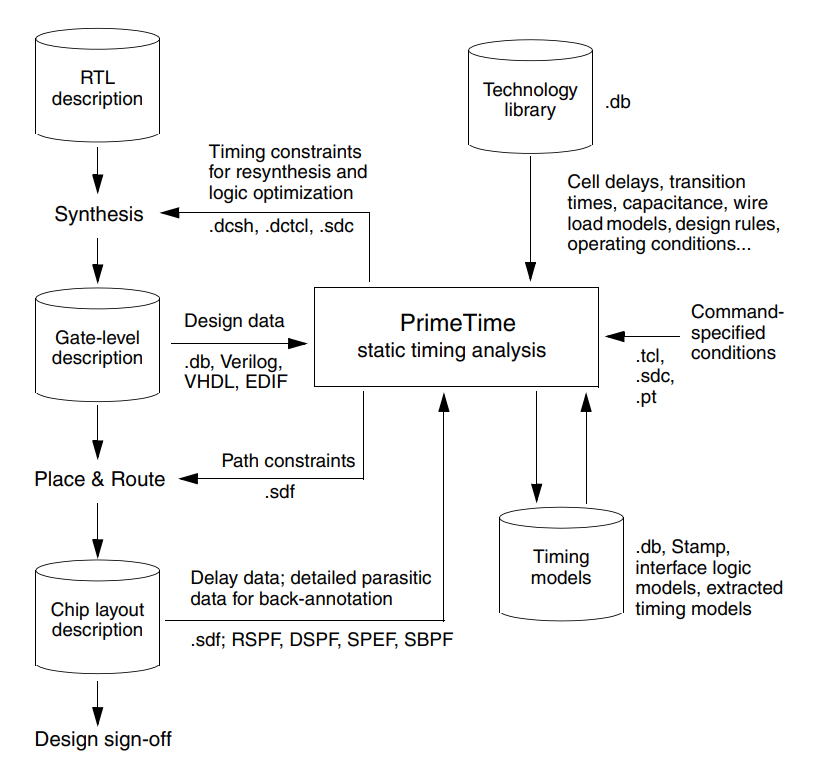 RTL
description
Technology
library
.db
Timing constraints
for resynthesis and
logic optimization
.dcsh, .dctcl, .sdc
Synthesis
Cell delays, transition
times, capacitance, wire
load models, design rules,
operating conditions...
Gate-level
description
Design data
.db, Verilog,
VHDL, EDIF
PrimeTime
static timing analysis
Command-
specified
conditions
.tcl,
.sdc,
.pt
Path constraints
.sdf
Place & Route
Timing
models
.db, Stamp,
interface logic
models, extracted
timing models
Chip layout
description
Delay data; detailed parasitic
data for back-annotation
.sdf; RSPF, DSPF, SPEF, SBPF
Design sign-off